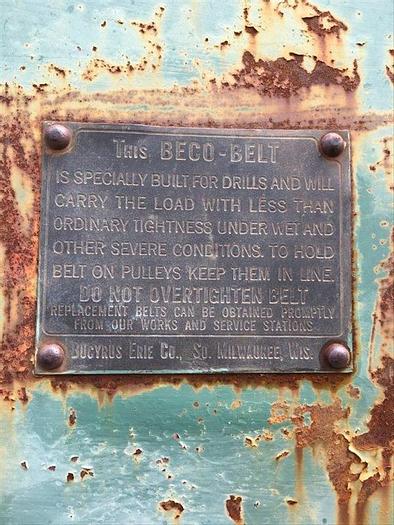 THIS BECO-BELT
IS SPECIALLY BUILT FOR DRILLS AND WILL
CARRY THE LOAD WITH LESS THAN
ORDINARY TIGHTNESS UNDER WET AND
OTHER SEVERE CONDITIONS. TO HOLD
BELT ON PULLEYS KEEP THEM IN LINE.
DO NOT OVERTIGHTEN BELT
REPLACEMENT BELTS CAN BE OBTAINED PROMPTLY
FROM OUR WORKS AND SERVICE STATIONS
BUCYRUS ERIE CO., SO. MILWAUKEE, WIS.